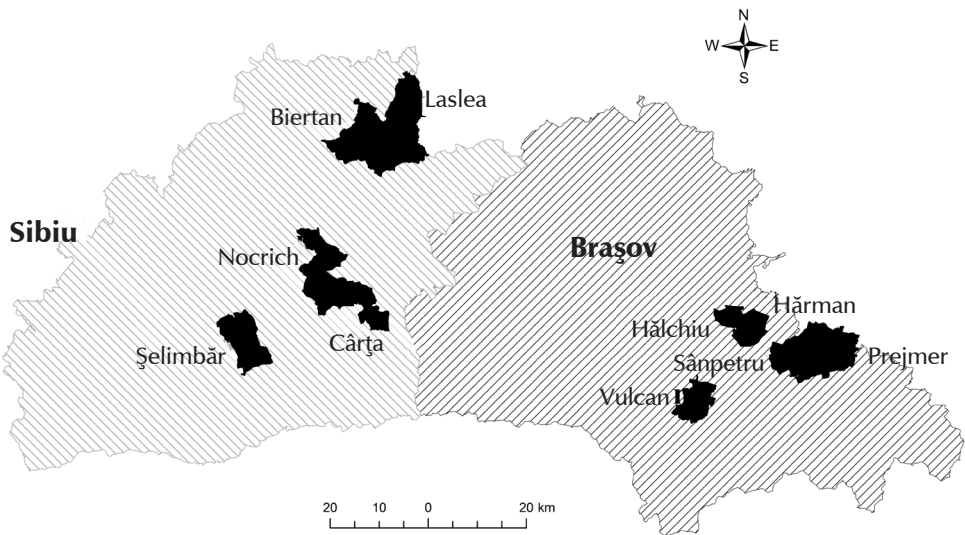 N
W E
S
Laslea
Biertan
Sibiu
Nocrich
Braşov
Hărman
Hălchiu
Cârţa
Şelimbăr
Sânpetru
Prejmer
Vulcan
20 10 0 20 km